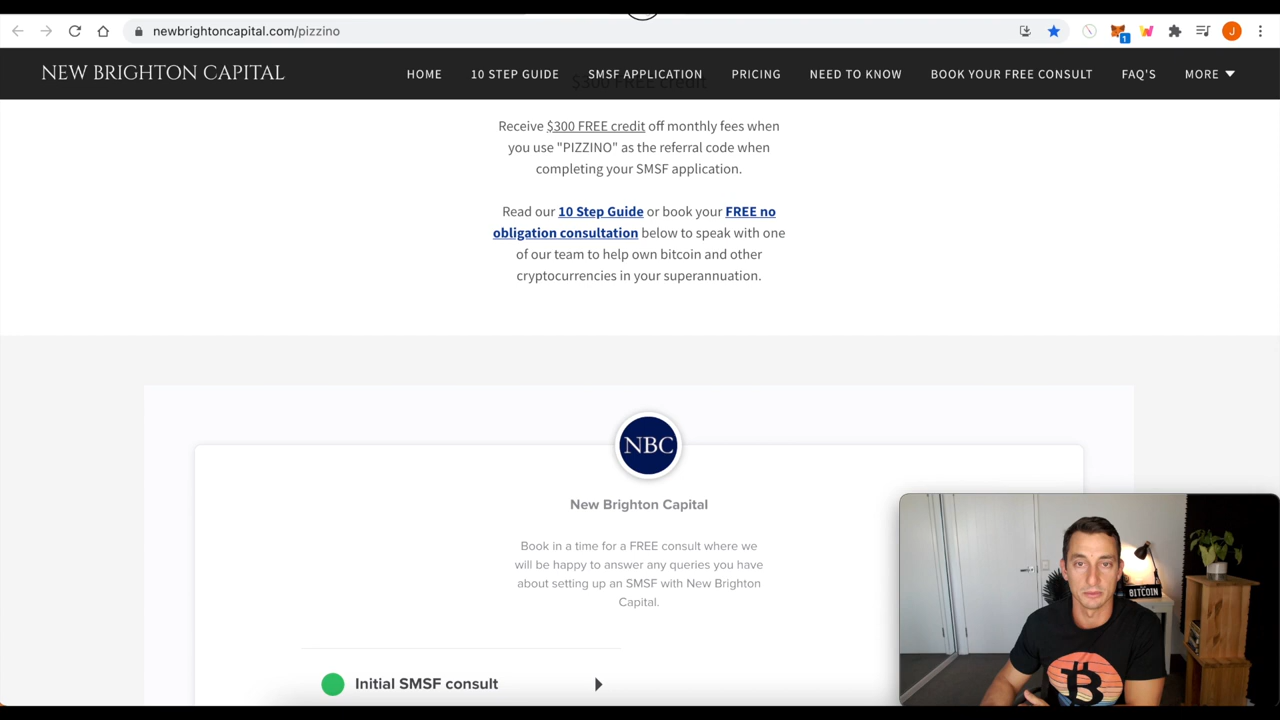 newbrightoncapital.com/pizzino
1
J
NEW BRIGHTON CAPITAL
HOME
10 STEP GUIDE
SMSF APPLICATION
PRICING
NEED TO KNOW
BOOK YOUR FREE CONSULT
FAQ'S
MORE
$300 FREE credit
Receive $300 FREE credit off monthly fees when
you use "PIZZINO" as the referral code when
completing your SMSF application.
Read our 10 Step Guide or book your FREE no
obligation consultation below to speak with one
of our team to help own bitcoin and other
cryptocurrencies in your superannuation.
NBC
New Brighton Capital
Book in a time for a FREE consult where we
will be happy to answer any queries you have
about setting up an SMSF with New Brighton
Capital.
Initial SMSF consult
BITCOIN